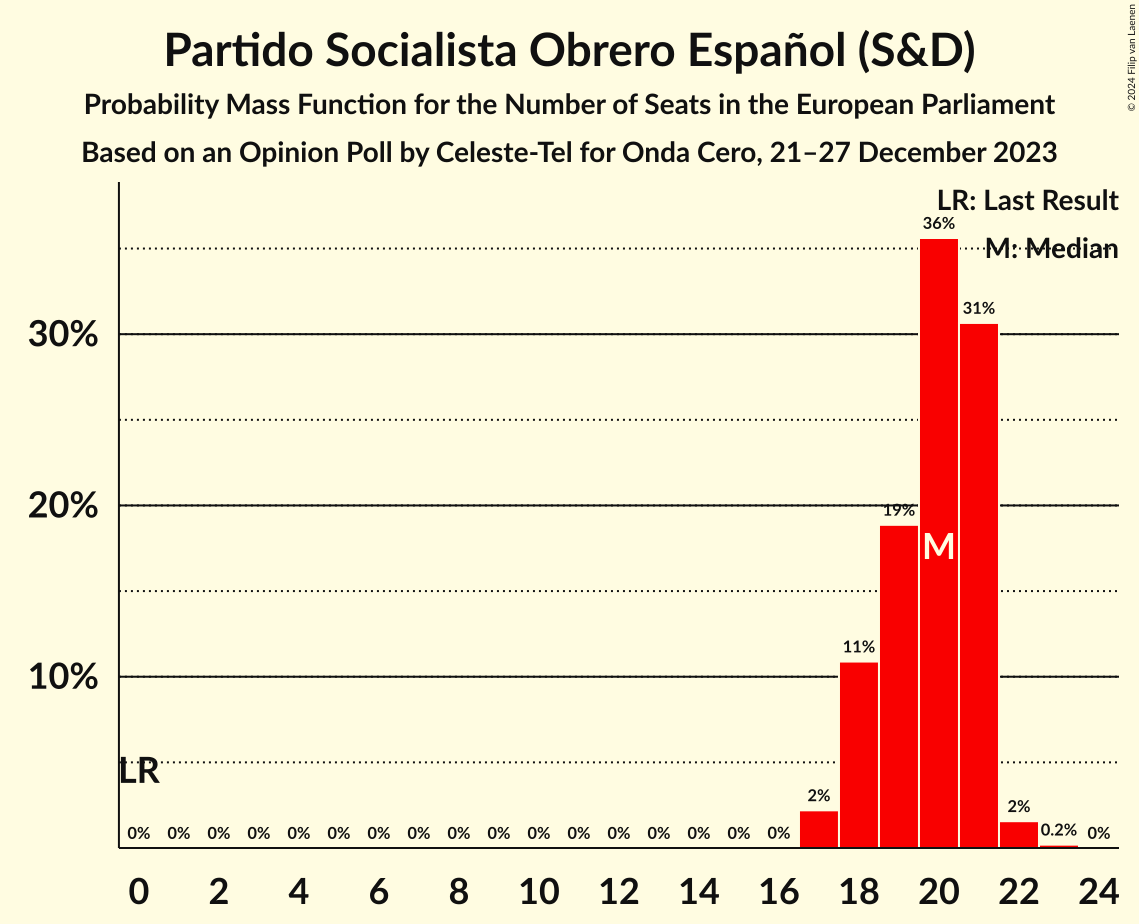 Partido Socialista Obrero Español (S&D)
Probability Mass Function for the Number of Seats in the European Parliament
Based on an Opinion Poll by Celeste-Tel for Onda Cero, 21–27 December 2023
© 2024 Filip van Laenen
LR: Last Result
M: Median
36%
31%
30%
19%
20%
M
11%
10%
LR
2%
2%
0% 0% 0% 0% 0% 0% 0% 0% 0% 0% 0% 0% 0% 0% 0% 0% 0% 0.2% 0%
0 2 4 6 8 10 12 14 16 18 20 22 24